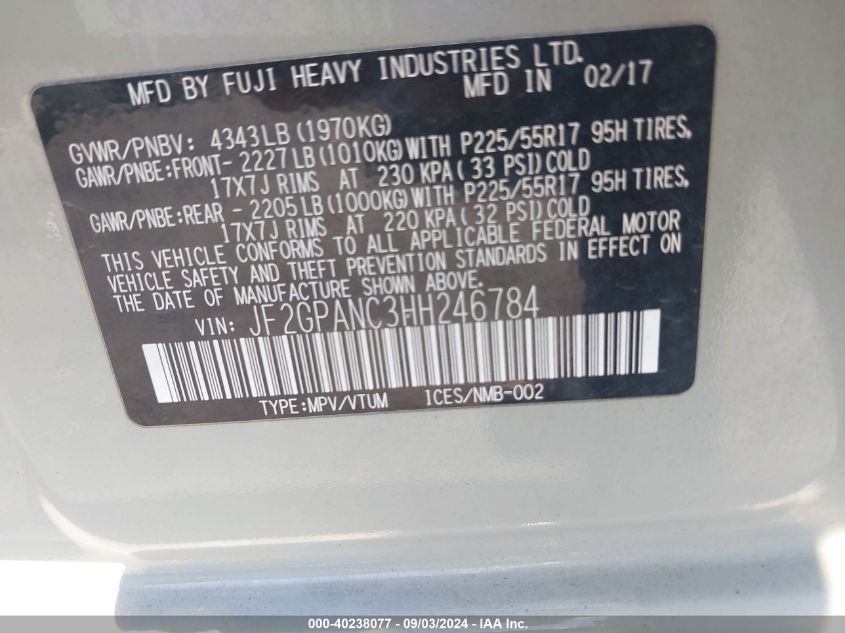 MFD BY FUJI HEAVY INDUSTRIES LTD.
MFD IN 02/17
GVWR/PNBV: 4343LB(1970KG)
GAWR/PNBE:FRONT- 2227LB(1010KG)WITH P225/55R17 95H TIRES,
17X7J RIMS AT 230 KPA( 33 PSI)COLD
GAWR/PNBE:REAR - 2205LB(1000KG)WITH P225/55R17 95H TIRES,
17X7J RIMS AT 220 KPA( 32 PSI)COLD
THIS VEHICLE CONFORMS TO ALL APPLICABLE FEDERAL MOTOR
VEHICLE SAFETY AND THEFT PREVENTION STANDARDS IN EFFECT ON
THE DATE OF MANUFACTURE SHOWN ABOVE.
VIN: JF2GPANC3HH246784
TYPE:MPV/VTUM ICES/NMB-002
000-40238077 - 09/03/2024 - IAA Inc.